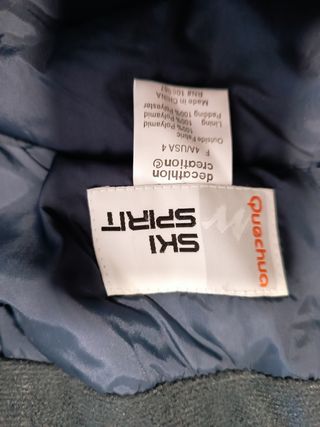 Quechua
SKI
SPIRIT
decathlon
creation©
F 4A/USA 4
Outside Fabric
100% Polyamid
Lining 100% Polyamid
Padding 100% Polyester
Made in CHINA